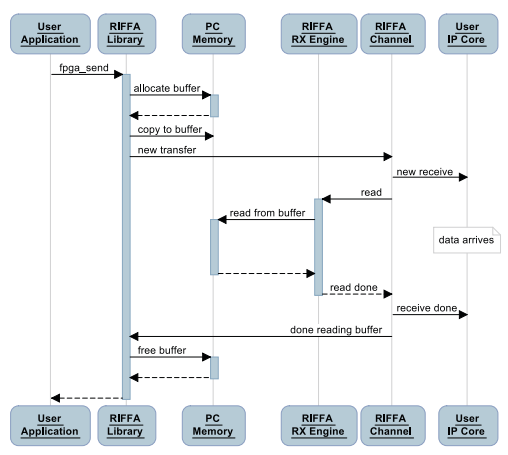 User
Application
RIFFA
Library
PC
Memory
RIFFA
RX Engine
RIFFA
Channel
User
IP Core
fpga_send
allocate buffer
copy to buffer
new transfer
new receive
read
read from buffer
data arrives
read done
receive done
done reading buffer
free buffer
User
Application
RIFFA
Library
PC
Memory
RIFFA
RX Engine
RIFFA
Channel
User
IP Core